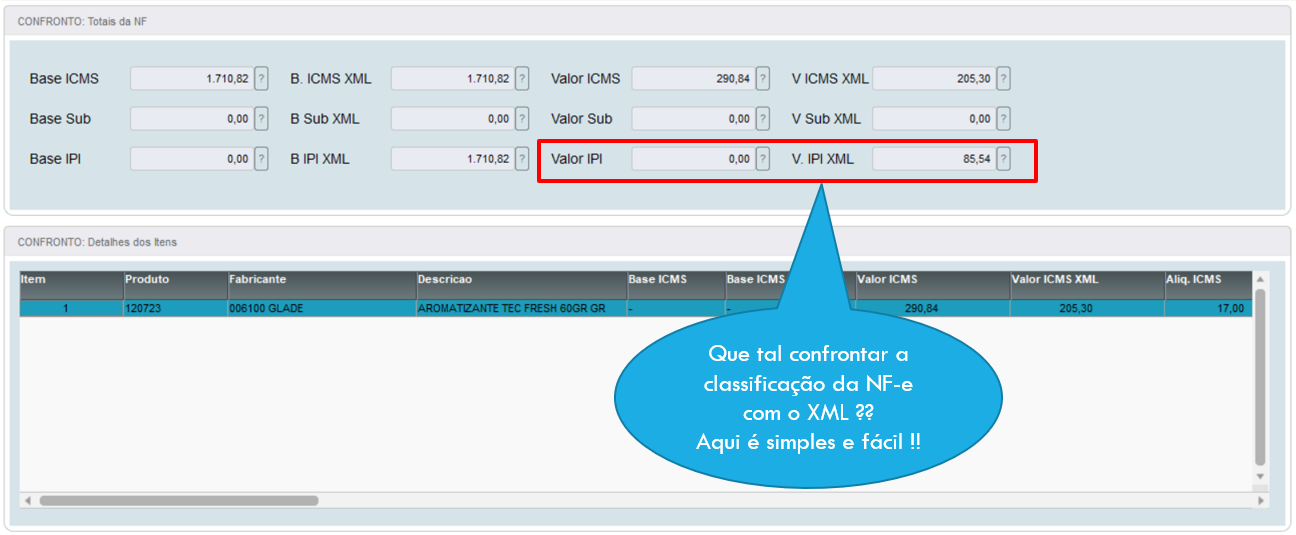 CONFRONTO: Totais da NF
Base ICMS 1.710,82 ? B. ICMS XML 1.710,82 ? Valor ICMS 290,84 ? V ICMS XML 205,30 ?
Base Sub 0,00 ? B Sub XML 0,00 ? Valor Sub 0,00 ? V Sub XML 0,00 ?
Base IPI 0,00 ? B IPI XML 1.710,82 ? Valor IPI 0,00 ? V. IPI XML 85,54 ?
CONFRONTO: Detalhes dos Itens
Item Produto Fabricante Descricao Base ICMS Base ICMS Valor ICMS Valor ICMS XML Aliq. ICMS
1 120723 006100 GLADE AROMATIZANTE TEC FRESH 60GR GR - - 290,84 205,30 17,00
Que tal confrontar a
classificação da NF-e
com o XML ??
Aqui é simples e fácil !!